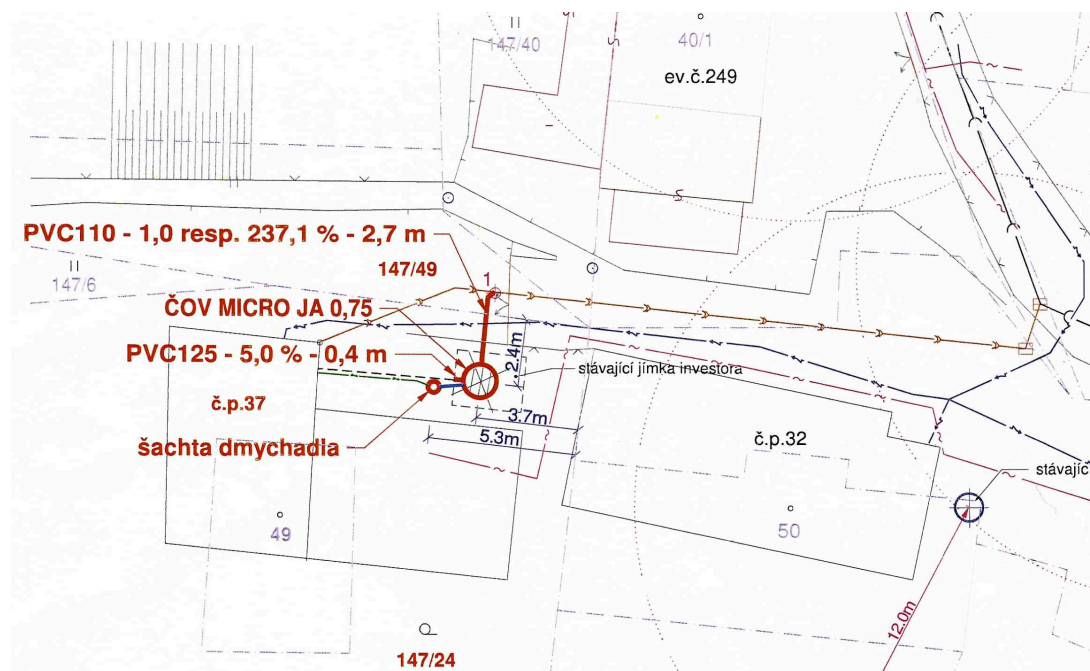 147/40
40/1
ev.č.249
PVC110 - 1,0 resp. 237,1 % - 2,7 m
147/49
1
147/6
ČOV MICRO JA 0,75
PVC125 - 5,0 % - 0,4 m
2.4m
stávající jímka investora
č.p.37
3.7m
5.3m
č.p.32
šachta dmychadla
stávajíc
49
50
12.0m
147/24